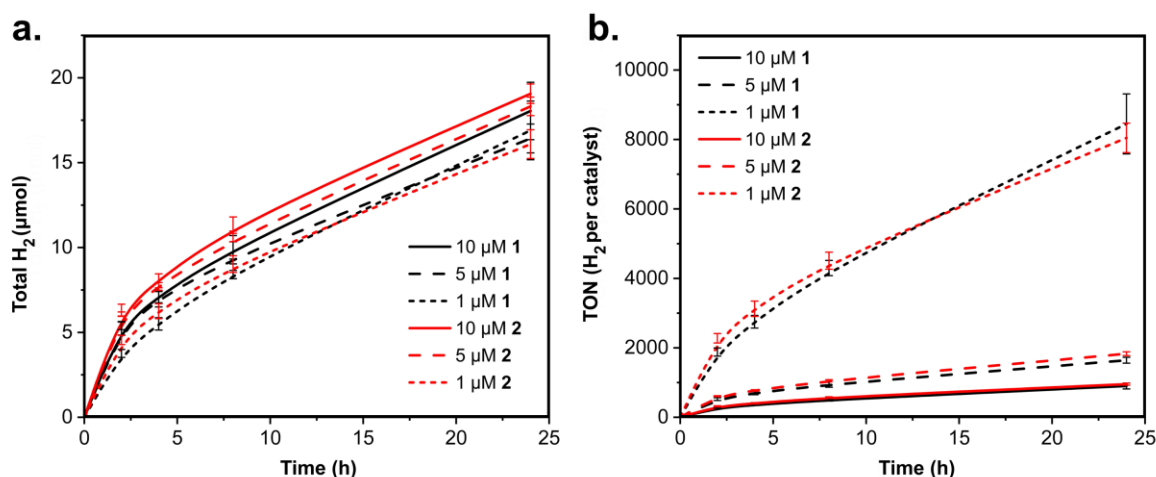 a.
Total H₂ (µmol)
20
15
10
5
0
10 µM 1
5 µM 1
1 µM 1
10 µM 2
5 µM 2
1 µM 2
0 5 10 15 20 25
Time (h)
b.
TON (H₂ per catalyst)
10000
8000
6000
4000
2000
0
10 µM 1
5 µM 1
1 µM 1
10 µM 2
5 µM 2
1 µM 2
0 5 10 15 20 25
Time (h)